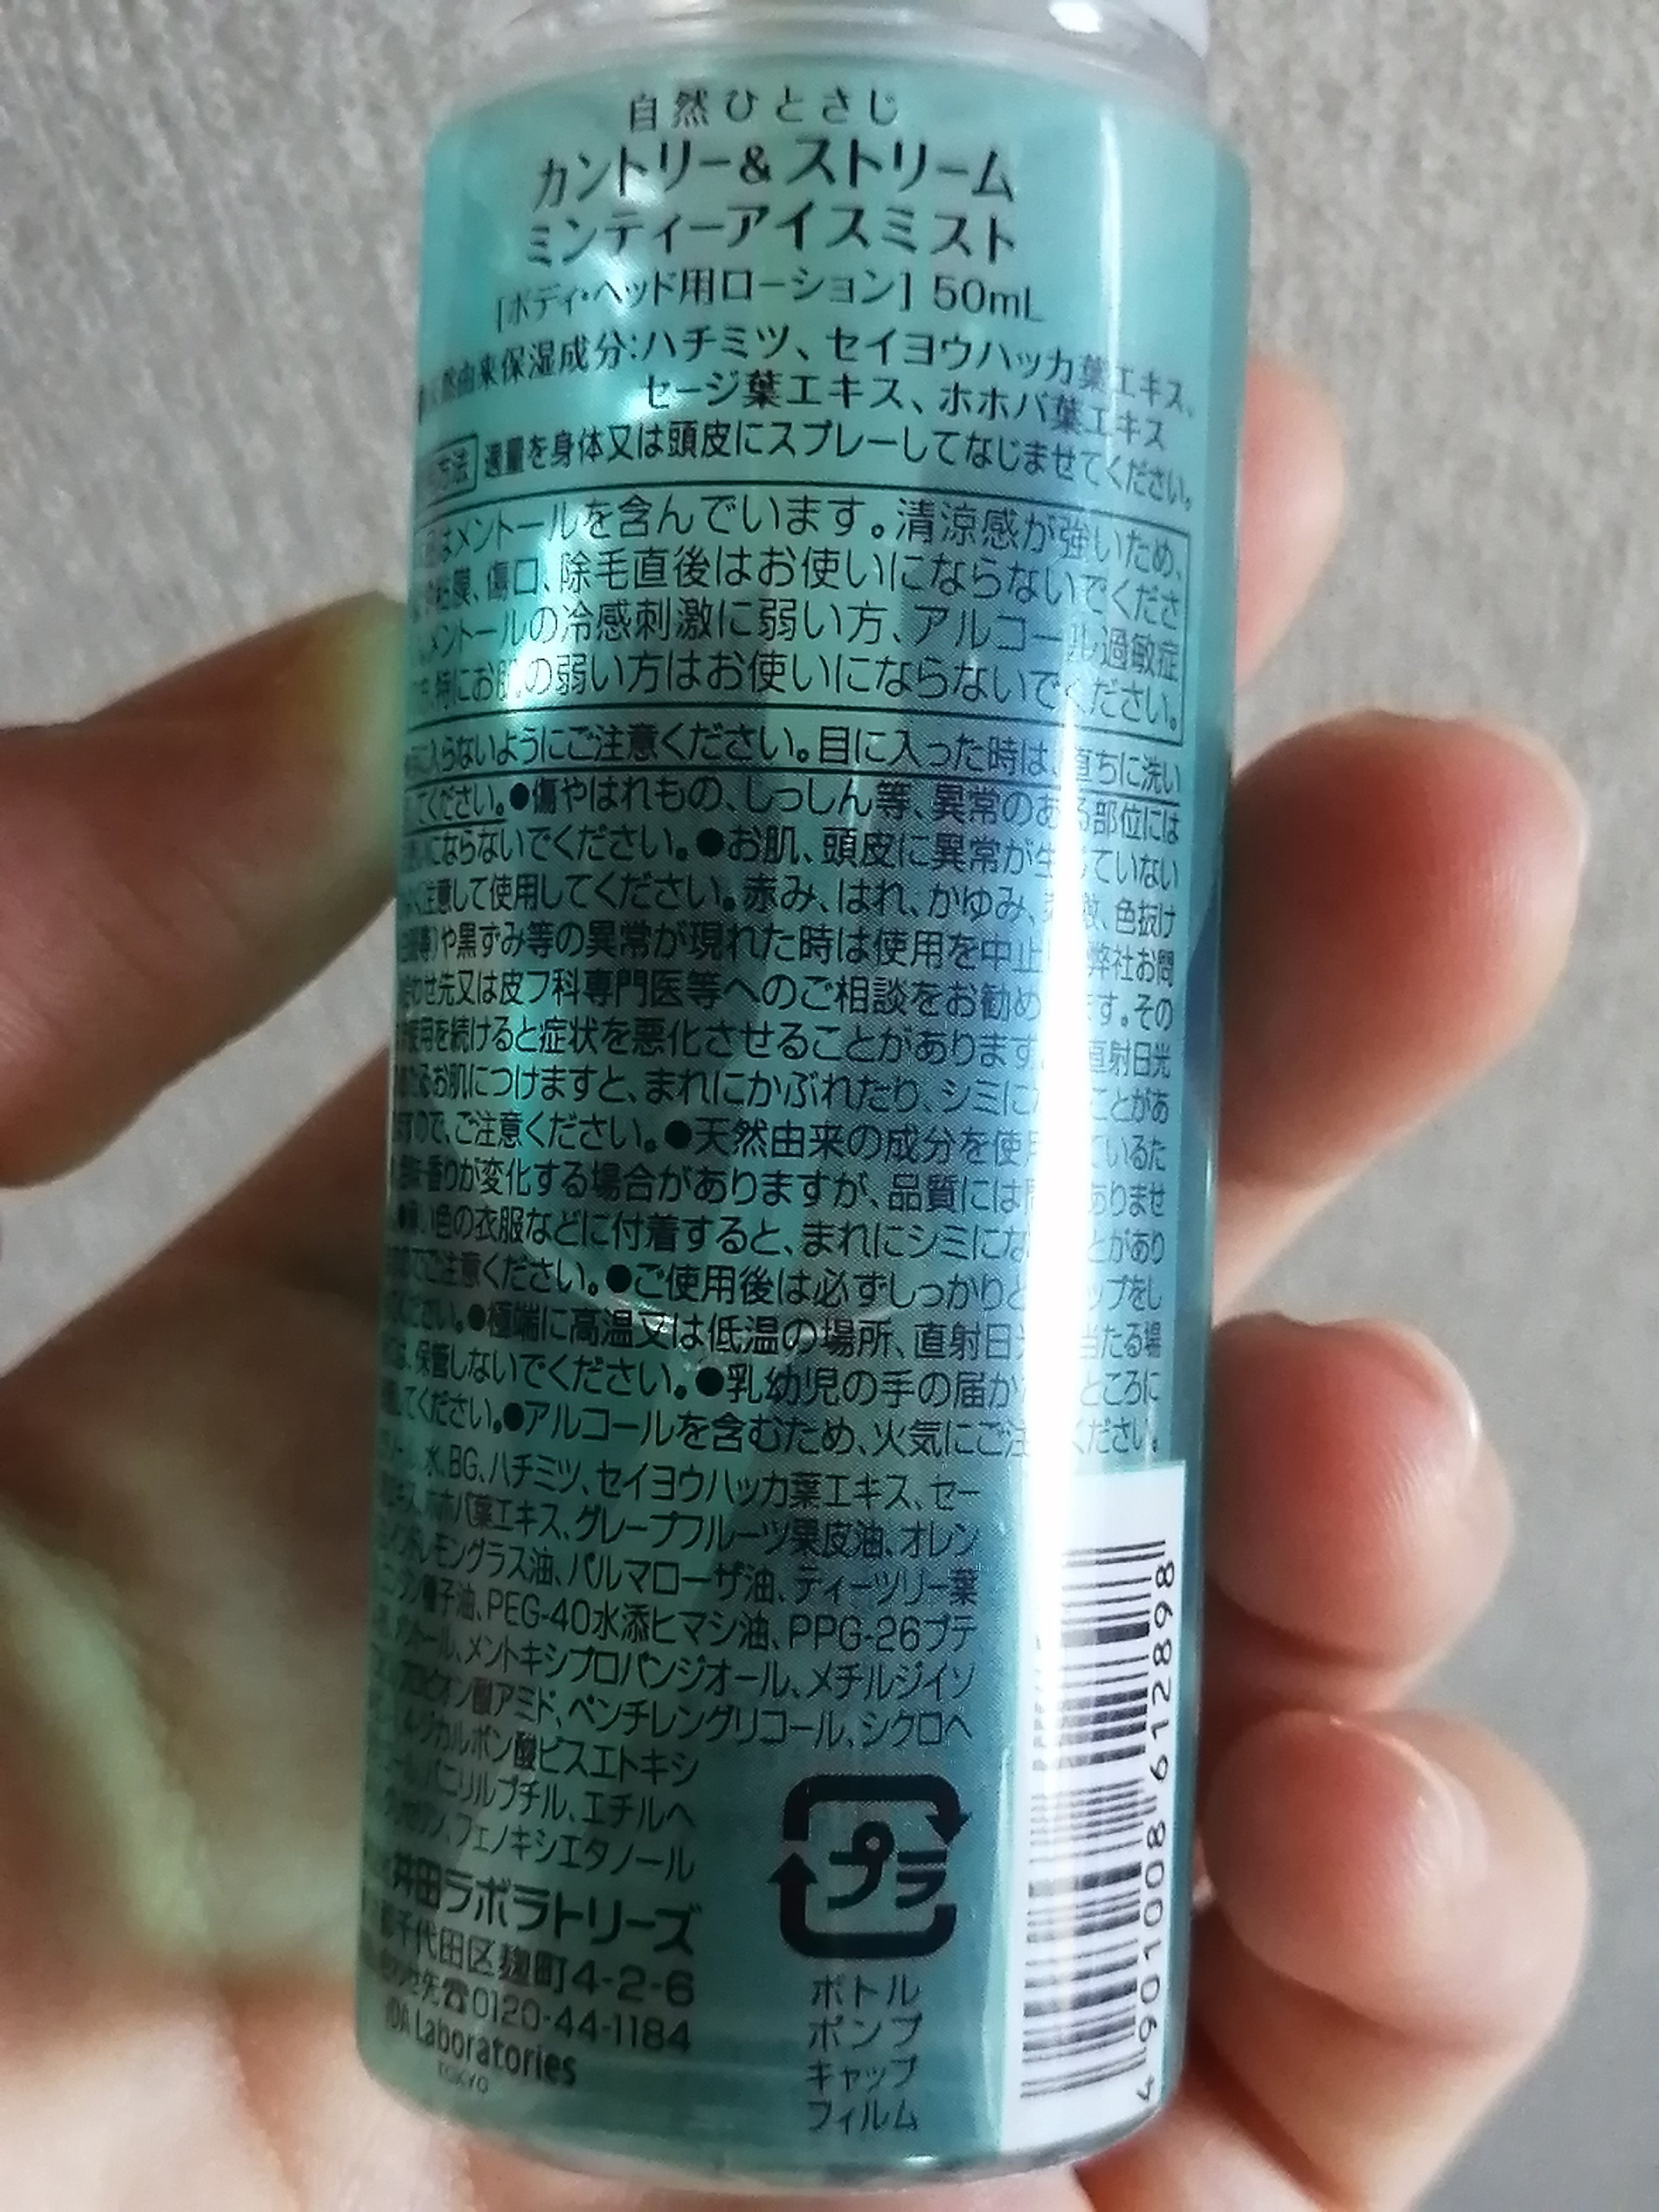 自然ひとさじ
カントリー&ストリーム
ミンティーアイスミスト
[ボディ・ヘッド用ローション] 50mL
然由来保湿成分:ハチミツ、セイヨウハッカ葉エキス、
セージ葉エキス、ホホバ葉エキス
方法 適量を身体又は頭皮にスプレーしてなじませてください。
はメントールを含んでいます。清涼感が強いため、
粘膜、傷口、除毛直後はお使いにならないでくださ
メントールの冷感刺激に弱い方、アルコール過敏症
特にお肌の弱い方はお使いにならないでください。
に入らないようにご注意ください。目に入った時は、直ちに洗い
してください。●傷やはれもの、しっしん等、異常のある部位には
にならないでください。●お肌、頭皮に異常が生じていない
く注意して使用してください。赤み、はれ、かゆみ、刺激、色抜け
等)や黒ずみ等の異常が現れた時は使用を中止 弊社お問
わせ先又は皮フ科専門医等へのご相談をお勧め ます。その
使用を続けると症状を悪化させることがあります。 直射日光
たるお肌につけますと、まれにかぶれたり、シミに ことがあ
すので、ご注意ください。●天然由来の成分を使 ているた
香りが変化する場合がありますが、品質には ありませ
い色の衣服などに付着すると、まれにシミにな とがあり
でご注意ください。●ご使用後は必ずしっかりと ップをし
ください。●極端に高温又は低温の場所、直射日 当たる場
は、保管しないでください。●乳幼児の手の届か ところに
してください。●アルコールを含むため、火気にご注 ください。
水、BG、ハチミツ、セイヨウハッカ葉エキス、セー
ホホバ葉エキス、グレープフルーツ果皮油、オレン
レモングラス油、パルマローザ油、ティーツリー葉
種子油、PEG-40水添ヒマシ油、PPG-26ブテ
メントール、メントキシプロパンジオール、メチルジイソ
プロピオン酸アミド、ペンチレングリコール、シクロヘ
4-ジカルボン酸ビスエトキシ
バニリルブチル、エチルヘ
フェノキシエタノール
井田ラボラトリーズ
千代田区麹町4-2-6
わせ先☎0120-44-1184
IDA Laboratories
TOKYO
プラ
ボトル
ポンプ
キャップ
フィルム
4 901008 612898